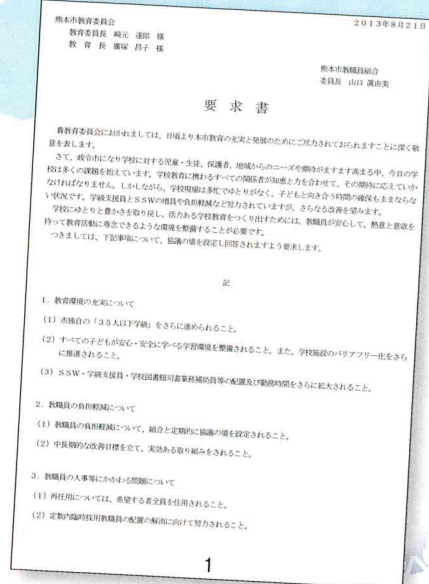 2013年8月21日
熊本市教育委員会
教育委員長 崎元 達郎 様
教育長 廣塚 昌子 様
熊本市教職員組合
委員長 山口 眞由美
要求書
貴教育委員会におかれましては、日頃より本市教育の充実と発展のためにご尽力されておられますことに深く敬
意を表します。
さて、政令市になり学校に対する児童・生徒、保護者、地域からのニーズや期待がますます高まる中、今日の学
校は多くの課題を抱えています。学校教育に携わるすべての関係者が知恵と力を合わせて、その期待に応えていか
なければなりません。しかしながら、学校現場は多忙でゆとりがなく、子どもと向き合う時間の確保もままならな
い状況です。学級支援員とSSWの増員や負担軽減など努力されていますが、さらなる改善を望みます。
学校にゆとりと豊かさを取り戻し、活力ある学校教育をつくり出すためには、教職員が安心して、熱意と意欲を
持って教育活動に専念できるような環境を整備することが必要です。
つきましては、下記事項について、協議の場を設定し回答されますよう要求します。
記
1.教育環境の充実について
(1)市独自の「35人以下学級」をさらに進められること。
(2)すべての子どもが安心・安全に学べる学習環境を整備されること。また、学校施設のバリアフリー化をさら
に推進されること。
(3)SSW・学級支援員・学校図書館司書業務補助員等の配置及び勤務時間をさらに拡大されること。
2.教職員の負担軽減について
(1)教職員の負担軽減について、組合と定期的に協議の場を設定されること。
(2)中長期的な改善目標を立て、実効ある取り組みをされること。
3.教職員の人事等にかかわる問題について
(1)再任用については、希望する者全員を任用されること。
(2)定数内臨時採用教職員の配置の解消に向けて努力されること。
1